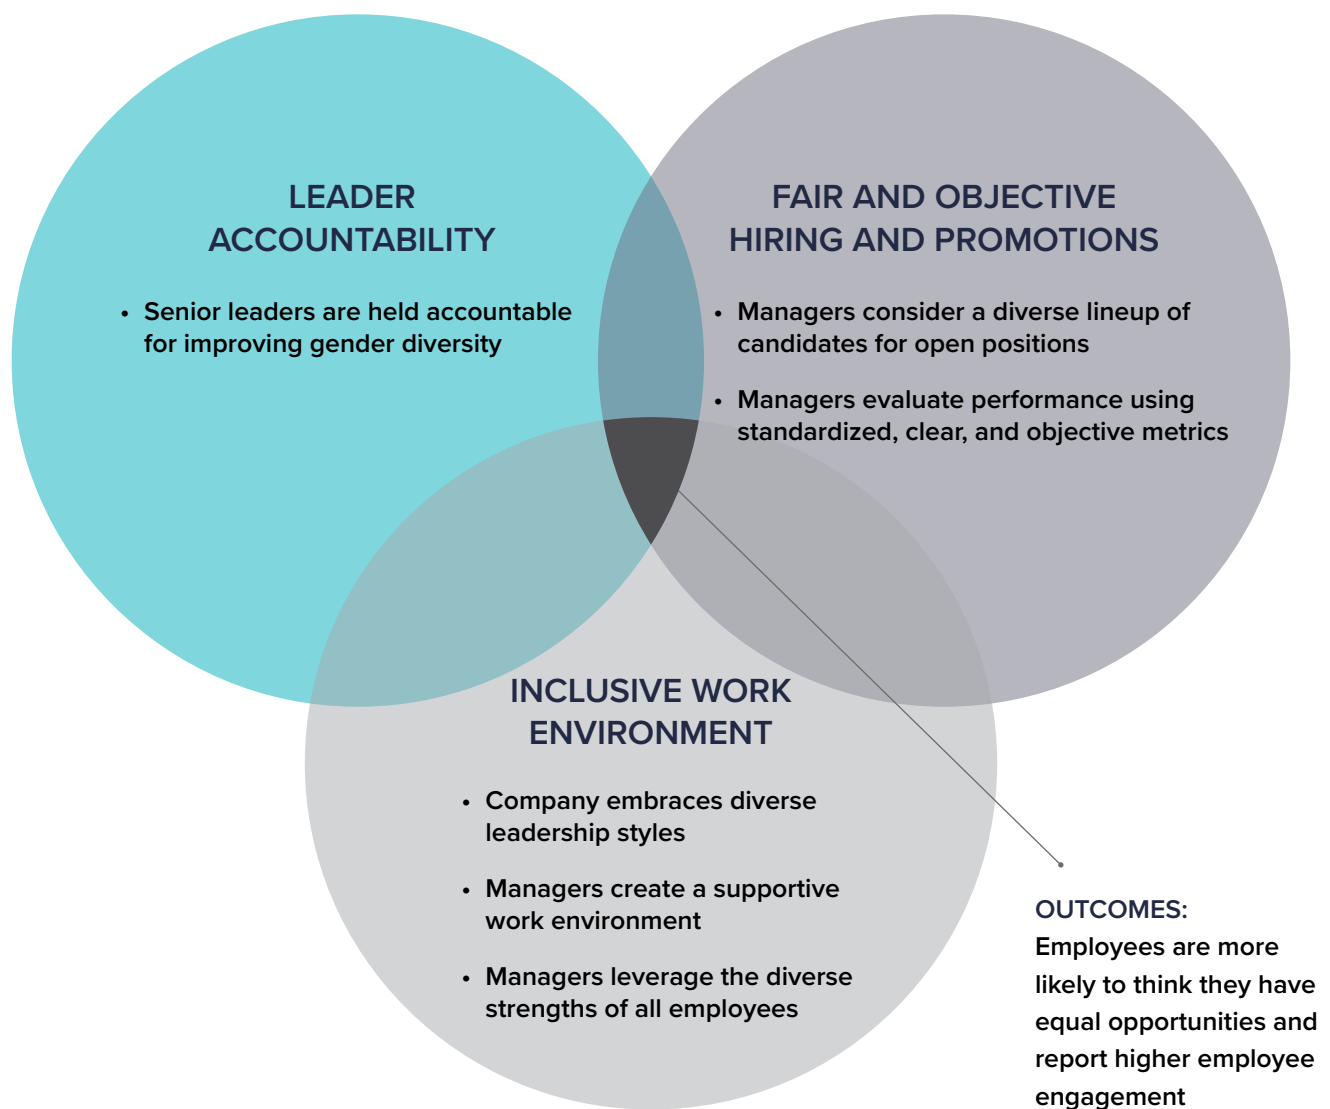 LEADER
ACCOUNTABILITY
• Senior leaders are held accountable
for improving gender diversity
FAIR AND OBJECTIVE
HIRING AND PROMOTIONS
• Managers consider a diverse lineup of
candidates for open positions
• Managers evaluate performance using
standardized, clear, and objective metrics
INCLUSIVE WORK
ENVIRONMENT
• Company embraces diverse
leadership styles
• Managers create a supportive
work environment
• Managers leverage the diverse
strengths of all employees
OUTCOMES:
Employees are more
likely to think they have
equal opportunities and
report higher employee
engagement